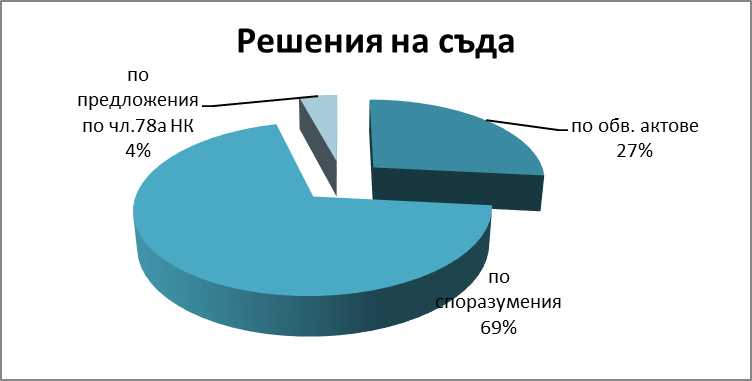 Решения на съда
по
предложения
по чл.78а НК
4%
по обв. актове
27%
по
споразумения
69%